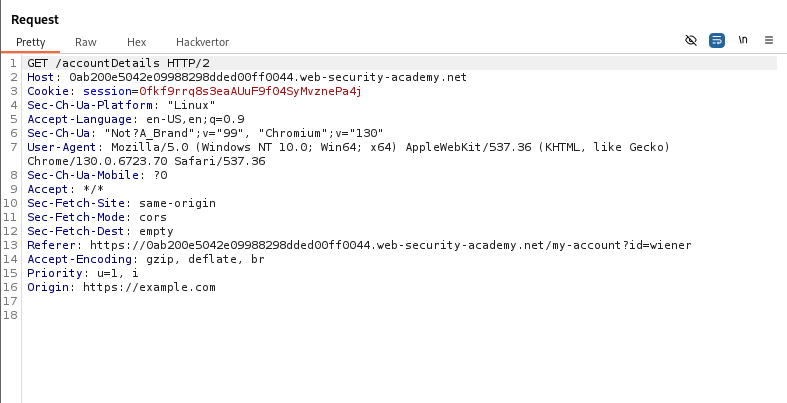 Request
Pretty Raw Hex Hackvertor \n
1 GET /accountDetails HTTP/2
2 Host: 0ab200e5042e09988298dded00ff0044.web-security-academy.net
3 Cookie: session=0fkf9rrq8s3eaAUuF9f04SyMvznePa4j
4 Sec-Ch-Ua-Platform: "Linux"
5 Accept-Language: en-US,en;q=0.9
6 Sec-Ch-Ua: "Not?A_Brand";v="99", "Chromium";v="130"
7 User-Agent: Mozilla/5.0 (Windows NT 10.0; Win64; x64) AppleWebKit/537.36 (KHTML, like Gecko)
Chrome/130.0.6723.70 Safari/537.36
8 Sec-Ch-Ua-Mobile: ?0
9 Accept: */*
10 Sec-Fetch-Site: same-origin
11 Sec-Fetch-Mode: cors
12 Sec-Fetch-Dest: empty
13 Referer: https://0ab200e5042e09988298dded00ff0044.web-security-academy.net/my-account?id=wiener
14 Accept-Encoding: gzip, deflate, br
15 Priority: u=1, i
16 Origin: https://example.com
17
18